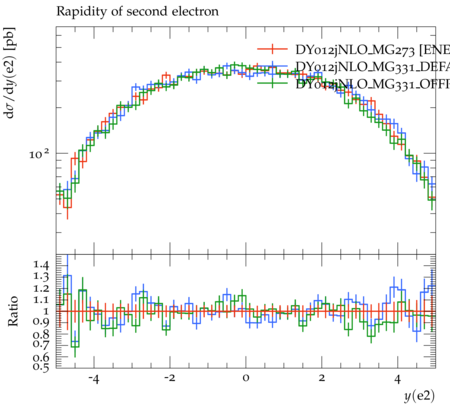 Rapidity of second electron
dσ/dy(e2) [pb]
DY012jNLO_MG273 [ENE
DY012jNLO_MG331_DEFA
DY012jNLO_MG331_OFFI
10²
Ratio
1.4
1.3
1.2
1.1
1
0.9
0.8
0.7
0.6
0.5
-4 -2 0 2 4
y(e2)